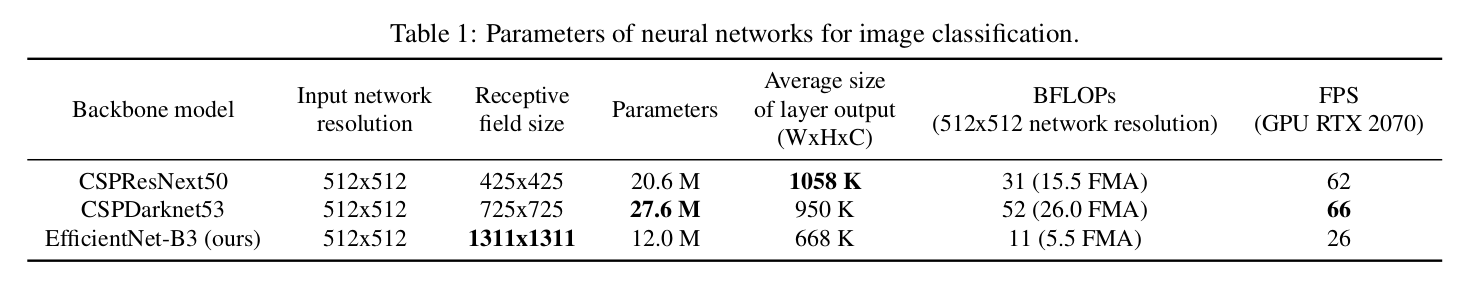 Table 1: Parameters of neural networks for image classification.
Backbone model Input network resolution Receptive field size Parameters Average size of layer output (WxHxC) BFLOPs (512x512 network resolution) FPS (GPU RTX 2070)
CSPResNext50 512x512 425x425 20.6 M 1058 K 31 (15.5 FMA) 62
CSPDarknet53 512x512 725x725 27.6 M 950 K 52 (26.0 FMA) 66
EfficientNet-B3 (ours) 512x512 1311x1311 12.0 M 668 K 11 (5.5 FMA) 26